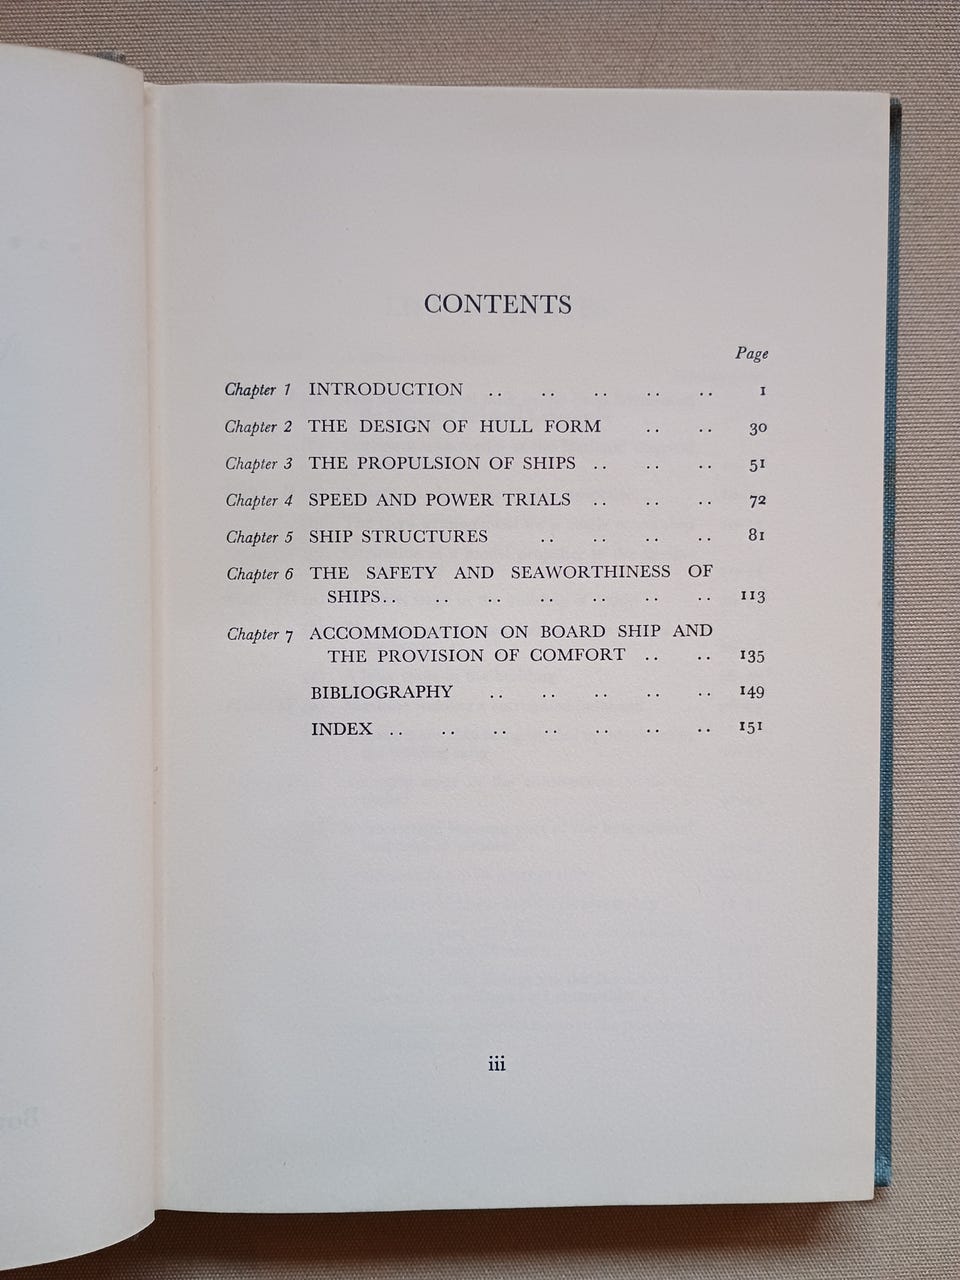 CONTENTS
Page
Chapter 1 INTRODUCTION .. .. .. .. .. 1
Chapter 2 THE DESIGN OF HULL FORM .. .. 30
Chapter 3 THE PROPULSION OF SHIPS .. .. .. 51
Chapter 4 SPEED AND POWER TRIALS .. .. .. 72
Chapter 5 SHIP STRUCTURES .. .. .. .. 81
Chapter 6 THE SAFETY AND SEAWORTHINESS OF
SHIPS.. .. .. .. .. .. .. 113
Chapter 7 ACCOMMODATION ON BOARD SHIP AND
THE PROVISION OF COMFORT .. .. 135
BIBLIOGRAPHY .. .. .. .. .. 149
INDEX .. .. .. .. .. .. .. 151
iii